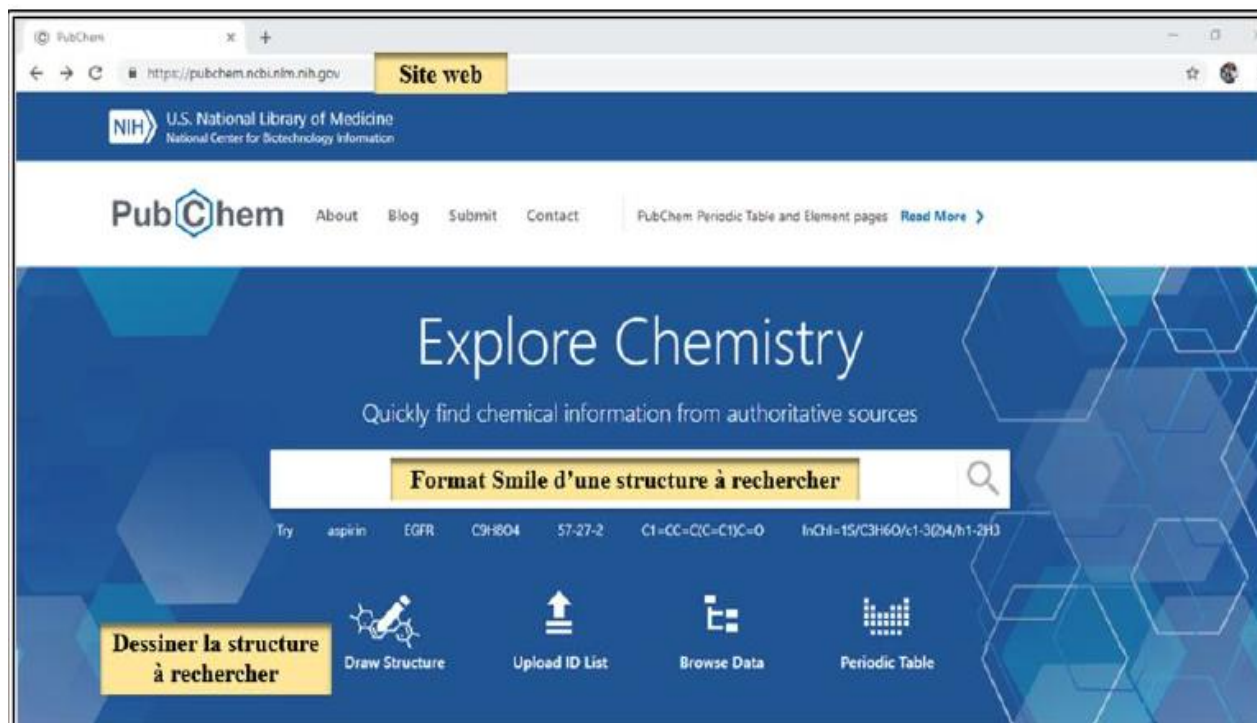 PubChem
https://pubchem.ncbi.nlm.nih.gov
Site web
NIH
U.S. National Library of Medicine
National Center for Biotechnology Information
PubChem About Blog Submit Contact PubChem Periodic Table and Element pages Read More
Explore Chemistry
Quickly find chemical information from authoritative sources
Format Smile d'une structure à rechercher
Try aspirin EGFR C9H8O4 57-27-2 C1=CC=C(C=C1)C=O InChI=1S/C3H6O/c1-3(2)4/h1-2H3
Dessiner la structure
à rechercher
Draw Structure Upload ID List Browse Data Periodic Table